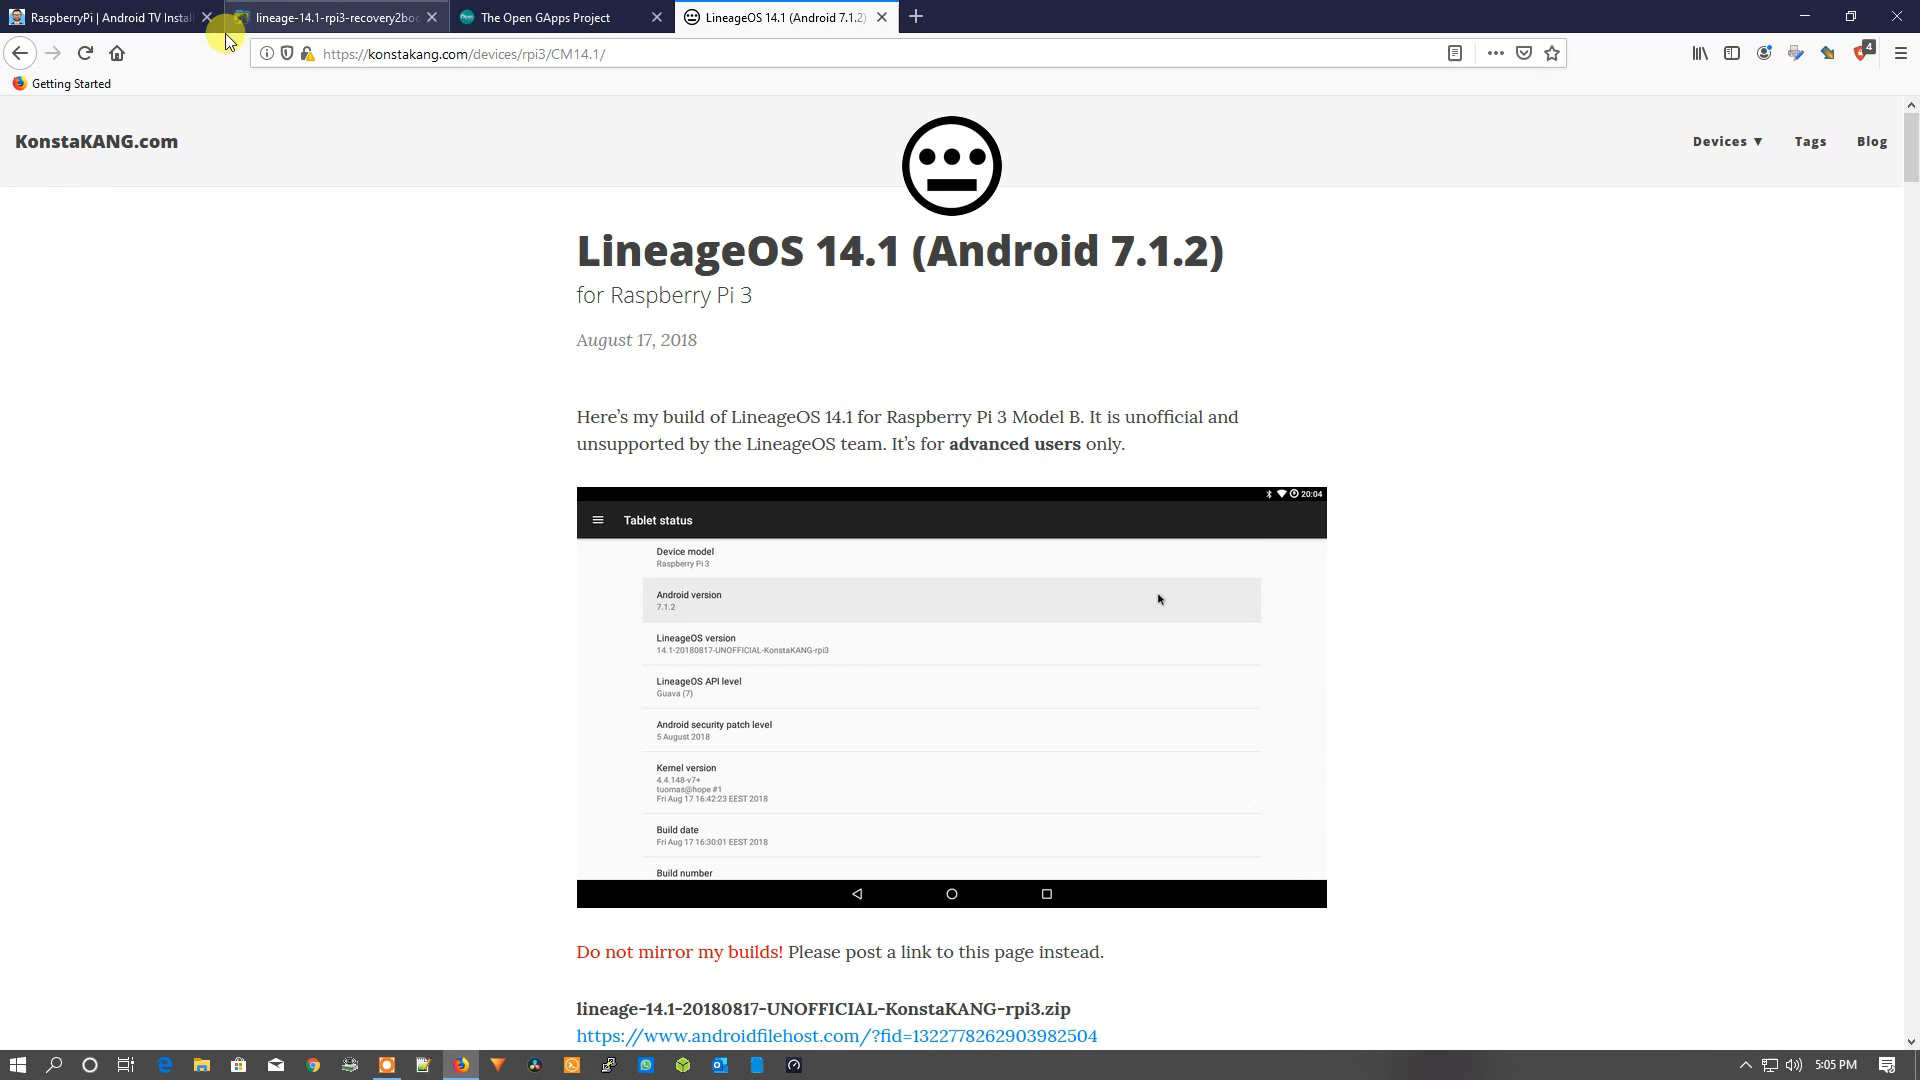 RaspberryPi | Android TV Install
lineage-14.1-rpi3-recovery2boo
The Open GApps Project
LineageOS 14.1 (Android 7.1.2)
https://konstakang.com/devices/rpi3/CM14.1/
4
Getting Started
KonstaKANG.com
Devices ▼
Tags
Blog
LineageOS 14.1 (Android 7.1.2)
for Raspberry Pi 3
August 17, 2018
Here’s my build of LineageOS 14.1 for Raspberry Pi 3 Model B. It is unofficial and
unsupported by the LineageOS team. It’s for advanced users only.
20:04
Tablet status
Device model
Raspberry Pi 3
Android version
7.1.2
LineageOS version
14.1-20180817-UNOFFICIAL-KonstaKANG-rpi3
LineageOS API level
Guava (7)
Android security patch level
5 August 2018
Kernel version
4.4.148-v7+
tuomas@hope #1
Fri Aug 17 16:42:23 EEST 2018
Build date
Fri Aug 17 16:30:01 EEST 2018
Build number
Do not mirror my builds! Please post a link to this page instead.
lineage-14.1-20180817-UNOFFICIAL-KonstaKANG-rpi3.zip
https://www.androidfilehost.com/?fid=1322778262903982504
5:05 PM